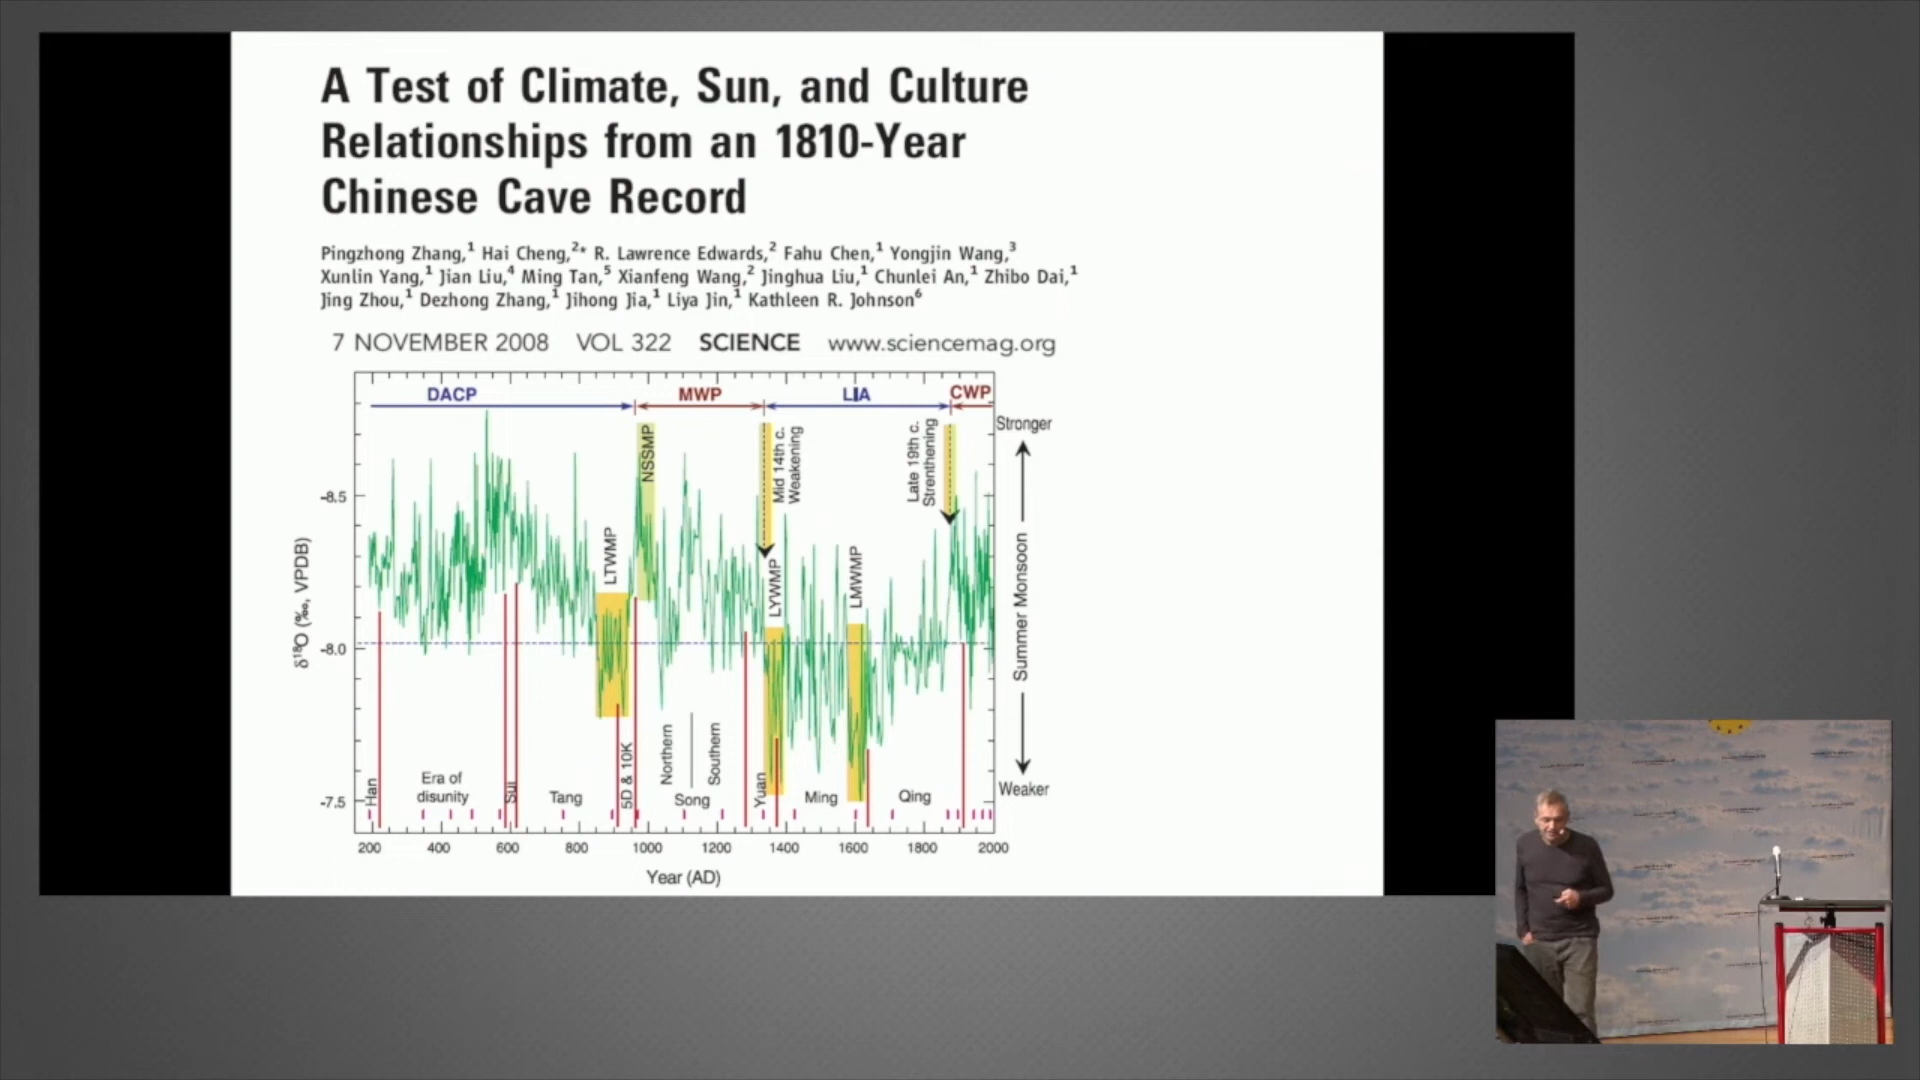 A Test of Climate, Sun, and Culture
Relationships from an 1810-Year
Chinese Cave Record
Pingzhong Zhang,1 Hai Cheng,2* R. Lawrence Edwards,2 Fahu Chen,1 Yongjin Wang,3
Xunlin Yang,1 Jian Liu,4 Ming Tan,5 Xianfeng Wang,2 Jinghua Liu,1 Chunlei An,1 Zhibo Dai,1
Jing Zhou,1 Dezhong Zhang,1 Jihong Jia,1 Liya Jin,1 Kathleen R. Johnson6
7 NOVEMBER 2008 VOL 322 SCIENCE www.sciencemag.org
DACP
MWP
LIA
CWP
Stronger
NSSMP
Mid 14th c.
Weakening
Late 19th c.
Strenthening
-8.5
LTWMP
LYWMP
LMWMP
δ18O (‰, VPDB)
-8.0
Summer Monsoon
Weaker
-7.5
Han
Era of
disunity
Sui
Tang
5D & 10K
Northern
Southern
Song
Yuan
Ming
Qing
200 400 600 800 1000 1200 1400 1600 1800 2000
Year (AD)